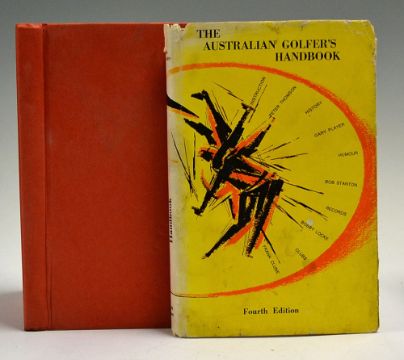 THE
AUSTRALIAN GOLFER'S
HANDBOOK
INSTRUCTION
PETER THOMSON
HISTORY
GARY PLAYER
HUMOUR
BOB STANTON
RECORDS
BOBBY LOCKE
CLUBS
Fourth Edition
Handbook